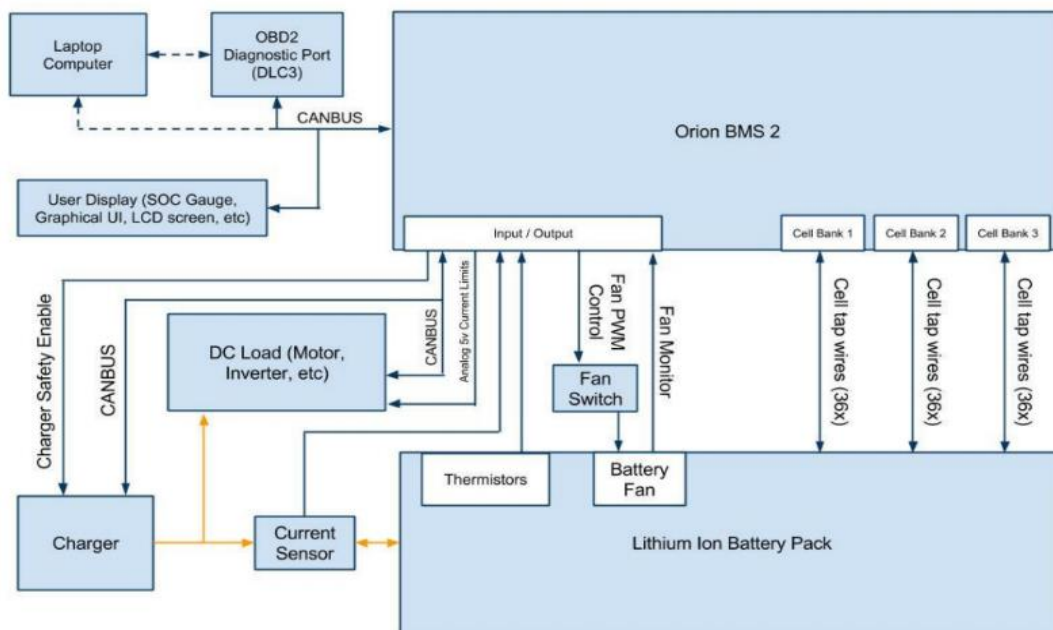 Laptop
Computer
OBD2
Diagnostic Port
(DLC3)
CANBUS
Orion BMS 2
User Display (SOC Gauge,
Graphical UI, LCD screen, etc)
Input / Output
Cell Bank 1
Cell Bank 2
Cell Bank 3
Charger Safety Enable
CANBUS
DC Load (Motor,
Inverter, etc)
CANBUS
Analog 5v Current Limits
Fan PWM
Control
Fan Monitor
Fan
Switch
Cell tap wires (36x)
Cell tap wires (36x)
Cell tap wires (36x)
Thermistors
Battery
Fan
Charger
Current
Sensor
Lithium Ion Battery Pack